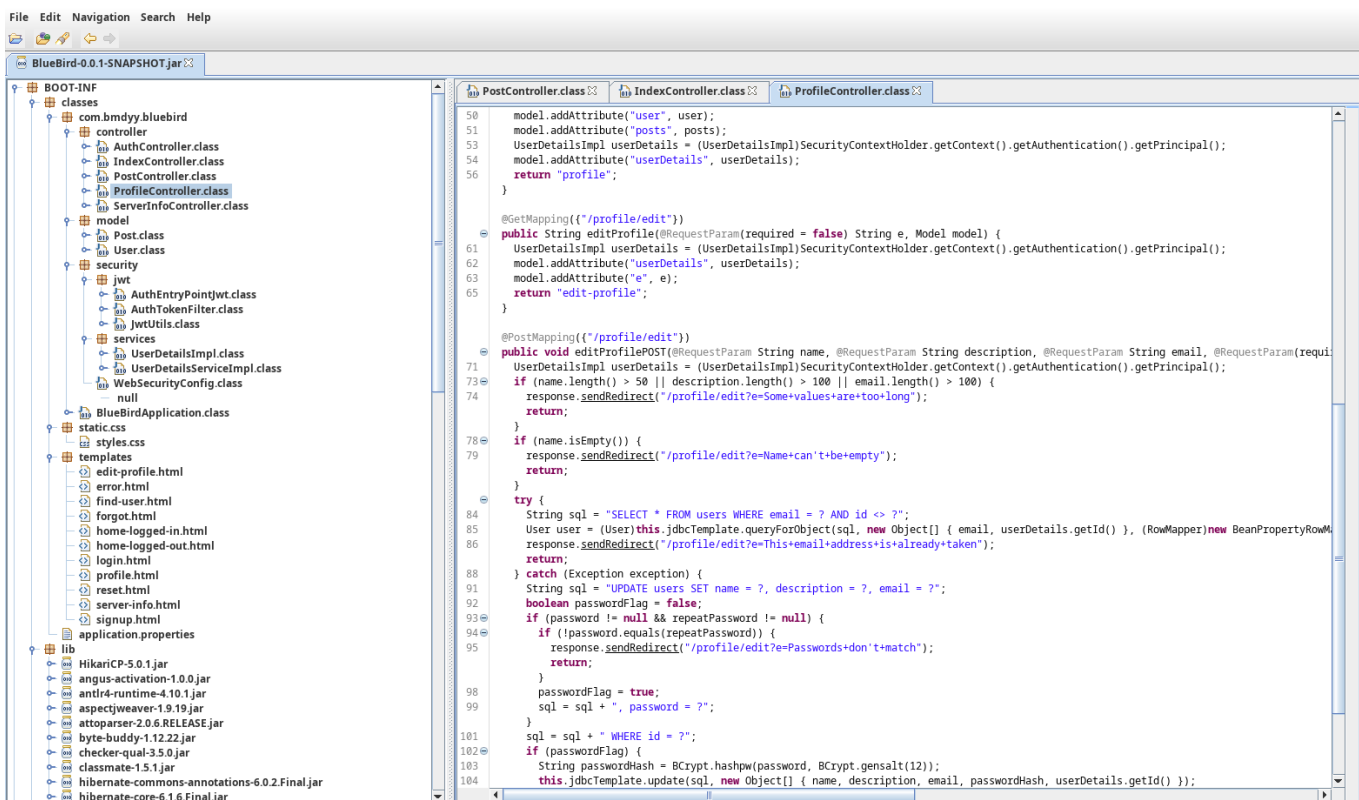 File Edit Navigation Search Help
BlueBird-0.0.1-SNAPSHOT.jar
BOOT-INF
classes
com.bmdyy.bluebird
controller
AuthController.class
IndexController.class
PostController.class
ProfileController.class
ServerInfoController.class
model
Post.class
User.class
security
jwt
AuthEntryPointJwt.class
AuthTokenFilter.class
JwtUtils.class
services
UserDetailsImpl.class
UserDetailsServiceImpl.class
WebSecurityConfig.class
null
BlueBirdApplication.class
static.css
styles.css
templates
edit-profile.html
error.html
find-user.html
forgot.html
home-logged-in.html
home-logged-out.html
login.html
profile.html
reset.html
server-info.html
signup.html
application.properties
lib
HikariCP-5.0.1.jar
angus-activation-1.0.0.jar
antlr4-runtime-4.10.1.jar
aspectjweaver-1.9.19.jar
attoparser-2.0.6.RELEASE.jar
byte-buddy-1.12.22.jar
checker-qual-3.5.0.jar
classmate-1.5.1.jar
hibernate-commons-annotations-6.0.2.Final.jar
hibernate-core-6.1.6.Final.jar
PostController.class IndexController.class ProfileController.class
50 model.addAttribute("user", user);
51 model.addAttribute("posts", posts);
53 UserDetailsImpl userDetails = (UserDetailsImpl)SecurityContextHolder.getContext().getAuthentication().getPrincipal();
54 model.addAttribute("userDetails", userDetails);
56 return "profile";
}
@GetMapping({"/profile/edit"})
public String editProfile(@RequestParam(required = false) String e, Model model) {
61 UserDetailsImpl userDetails = (UserDetailsImpl)SecurityContextHolder.getContext().getAuthentication().getPrincipal();
62 model.addAttribute("userDetails", userDetails);
63 model.addAttribute("e", e);
65 return "edit-profile";
}
@PostMapping({"/profile/edit"})
public void editProfilePOST(@RequestParam String name, @RequestParam String description, @RequestParam String email, @RequestParam(requi
71 UserDetailsImpl userDetails = (UserDetailsImpl)SecurityContextHolder.getContext().getAuthentication().getPrincipal();
73 if (name.length() > 50 || description.length() > 100 || email.length() > 100) {
74 response.sendRedirect("/profile/edit?e=Some+values+are+too+long");
return;
}
78 if (name.isEmpty()) {
79 response.sendRedirect("/profile/edit?e=Name+can't+be+empty");
return;
}
try {
84 String sql = "SELECT * FROM users WHERE email = ? AND id <> ?";
85 User user = (User)this.jdbcTemplate.queryForObject(sql, new Object[] { email, userDetails.getId() }, (RowMapper)new BeanPropertyRowM
86 response.sendRedirect("/profile/edit?e=This+email+address+is+already+taken");
return;
88 } catch (Exception exception) {
91 String sql = "UPDATE users SET name = ?, description = ?, email = ?";
92 boolean passwordFlag = false;
93 if (password != null && repeatPassword != null) {
94 if (!password.equals(repeatPassword)) {
95 response.sendRedirect("/profile/edit?e=Passwords+don't+match");
return;
}
98 passwordFlag = true;
99 sql = sql + ", password = ?";
}
101 sql = sql + " WHERE id = ?";
102 if (passwordFlag) {
103 String passwordHash = BCrypt.hashpw(password, BCrypt.gensalt(12));
104 this.jdbcTemplate.update(sql, new Object[] { name, description, email, passwordHash, userDetails.getId() });